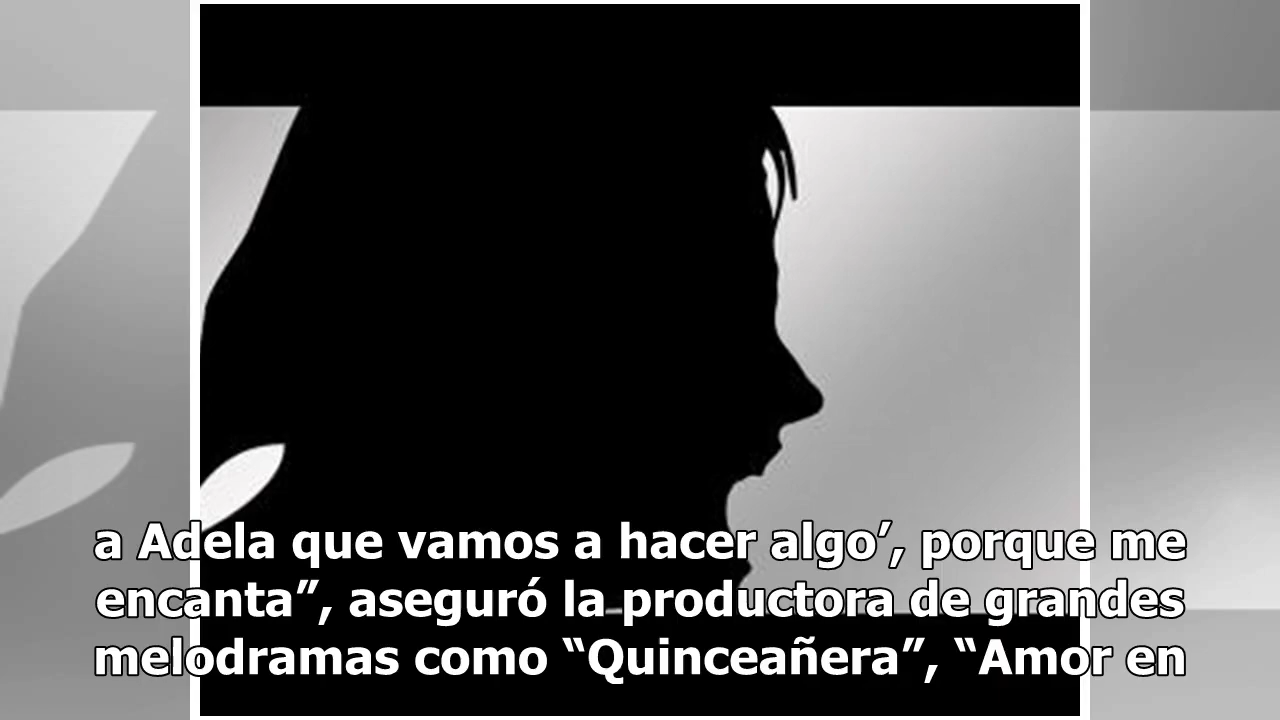 a Adela que vamos a hacer algo’, porque me
encanta”, aseguró la productora de grandes
melodramas como “Quinceañera”, “Amor en